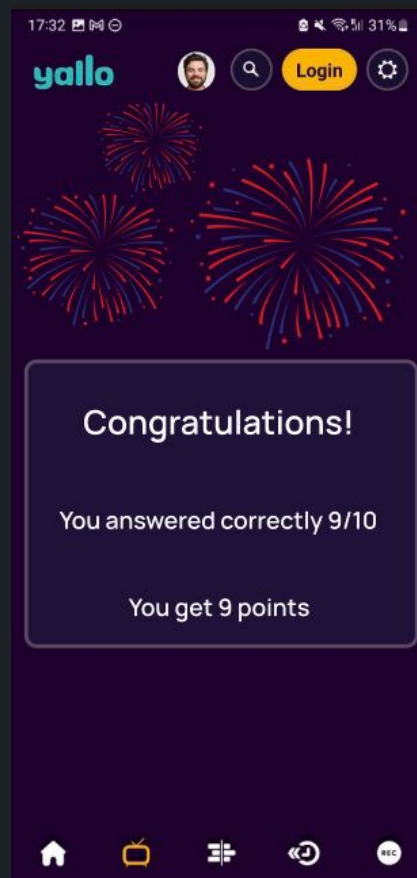 17:32
31%
yallo
Login
Congratulations!
You answered correctly 9/10
You get 9 points
REC